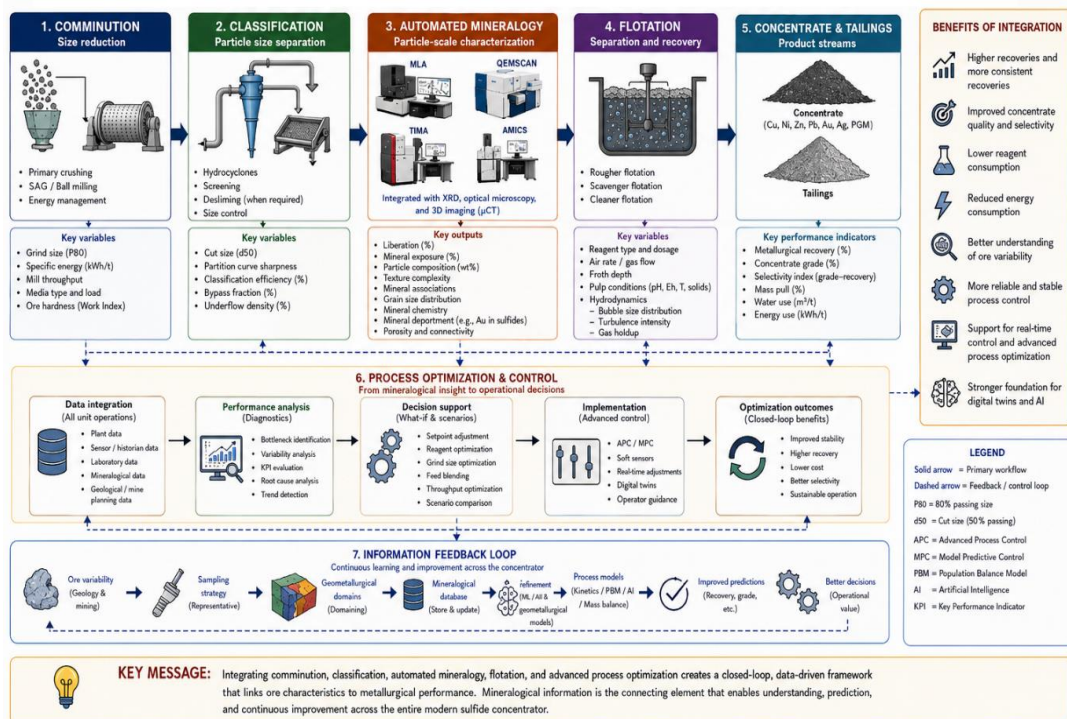 1. COMMINUTION
Size reduction
• Primary crushing
• SAG / Ball milling
• Energy management
Key variables
• Grind size (P80)
• Specific energy (kWh/t)
• Mill throughput
• Media type and load
• Ore hardness (Work Index)
2. CLASSIFICATION
Particle size separation
• Hydrocyclones
• Screening
• Desliming (when required)
• Size control
Key variables
• Cut size (d50)
• Partition curve sharpness
• Classification efficiency (%)
• Bypass fraction (%)
• Underflow density (%)
3. AUTOMATED MINERALOGY
Particle-scale characterization
MLA
QEMSCAN
TIMA
AMICS
Integrated with XRD, optical microscopy,
and 3D imaging (µCT)
Key outputs
• Liberation (%)
• Mineral exposure (%)
• Particle composition (wt%)
• Texture complexity
• Mineral associations
• Grain size distribution
• Mineral chemistry
• Mineral department (e.g., Au in sulfides)
• Porosity and connectivity
4. FLOTATION
Separation and recovery
• Rougher flotation
• Scavenger flotation
• Cleaner flotation
Key variables
• Reagent type and dosage
• Air rate / gas flow
• Froth depth
• Pulp conditions (pH, Eh, T, solids)
• Hydrodynamics
– Bubble size distribution
– Turbulence intensity
– Gas holdup
5. CONCENTRATE & TAILINGS
Product streams
Concentrate
(Cu, Ni, Zn, Pb, Au, Ag, PGM)
Tailings
Key performance indicators
• Metallurgical recovery (%)
• Concentrate grade (%)
• Selectivity index (grade–recovery)
• Mass pull (%)
• Water use (m³/t)
• Energy use (kWh/t)
BENEFITS OF INTEGRATION
Higher recoveries and
more consistent
recoveries
Improved concentrate
quality and selectivity
Lower reagent
consumption
Reduced energy
consumption
Better understanding
of ore variability
More reliable and stable
process control
Support for real-time
control and advanced
process optimization
Stronger foundation for
digital twins and AI
6. PROCESS OPTIMIZATION & CONTROL
From mineralogical insight to operational decisions
Data integration
(All unit operations)
• Plant data
• Sensor / historian data
• Laboratory data
• Mineralogical data
• Geological / mine
planning data
Performance analysis
(Diagnostics)
• Bottleneck identification
• Variability analysis
• KPI evaluation
• Root cause analysis
• Trend detection
Decision support
(What-if & scenarios)
• Setpoint adjustment
• Reagent optimization
• Grind size optimization
• Feed blending
• Throughput optimization
• Scenario comparison
Implementation
(Advanced control)
• APC / MPC
• Soft sensors
• Real-time adjustments
• Digital twins
• Operator guidance
Optimization outcomes
(Closed-loop benefits)
• Improved stability
• Higher recovery
• Lower cost
• Better selectivity
• Sustainable operation
LEGEND
Solid arrow = Primary workflow
Dashed arrow = Feedback / control loop
P80 = 80% passing size
d50 = Cut size (50% passing)
APC = Advanced Process Control
MPC = Model Predictive Control
PBM = Population Balance Model
AI = Artificial Intelligence
KPI = Key Performance Indicator
7. INFORMATION FEEDBACK LOOP
Continuous learning and improvement across the concentrator
Ore variability
(Geology &
mining)
Sampling
strategy
(Representative)
Geometallurgical
domains
(Domaining)
Mineralogical
database
(Store & update)
refinement
(ML / AIl &
geometallurgical
models)
Process models
(Kinetics / PBM / AI
/ Mass balance)
Improved predictions
(Recovery, grade,
etc.)
Better decisions
(Operational
value)
KEY MESSAGE: Integrating comminution, classification, automated mineralogy, flotation, and advanced process optimization creates a closed-loop, data-driven framework
that links ore characteristics to metallurgical performance. Mineralogical information is the connecting element that enables understanding, prediction,
and continuous improvement across the entire modern sulfide concentrator.